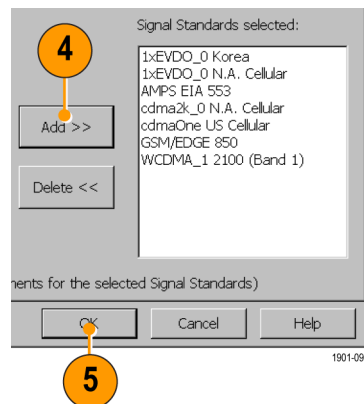 Signal Standards selected:
4
1xEVDO_0 Korea
1xEVDO_0 N.A. Cellular
AMPS EIA 553
cdma2k_0 N.A. Cellular
cdmaOne US Cellular
GSM/EDGE 850
WCDMA_1 2100 (Band 1)
Add >>
Delete <<
for the selected Signal Standards)
OK
Cancel
Help
1901-09
5